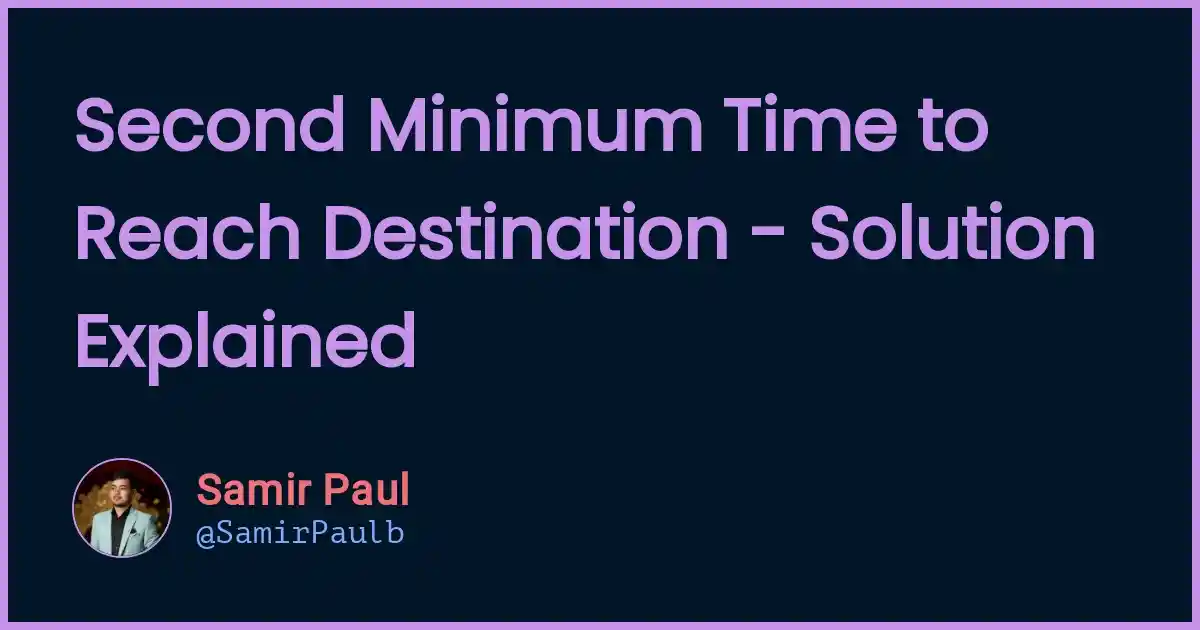 Second Minimum Time to
Reach Destination - Solution
Explained
Samir Paul
@SamirPaulb